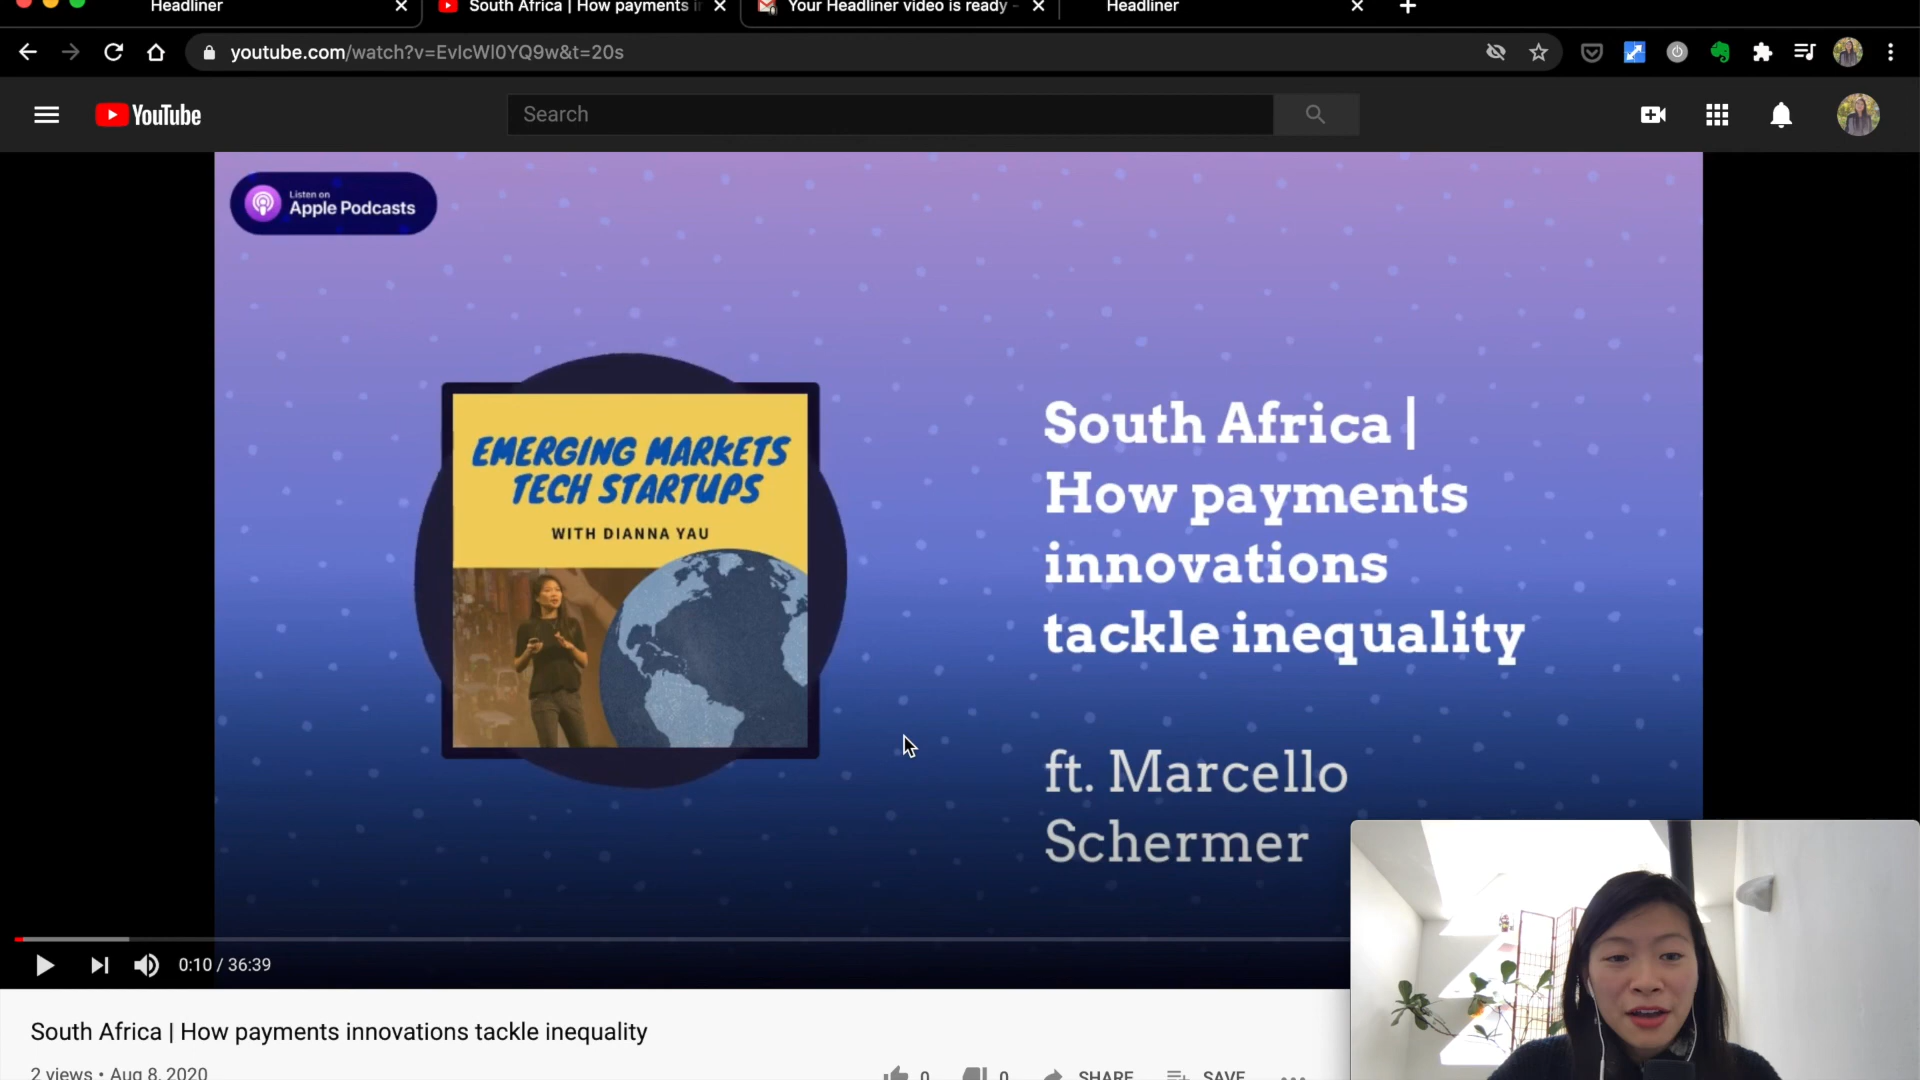 Headliner
South Africa | How payments in
Your Headliner video is ready -
Headliner
youtube.com/watch?v=EvIcWI0YQ9w&t=20s
YouTube
Search
Listen on
Apple Podcasts
EMERGING MARKETS
TECH STARTUPS
WITH DIANNA YAU
South Africa |
How payments
innovations
tackle inequality
ft. Marcello
Schermer
0:10 / 36:39
South Africa | How payments innovations tackle inequality
2 views • Aug 8, 2020
0
0
SHARE
SAVE